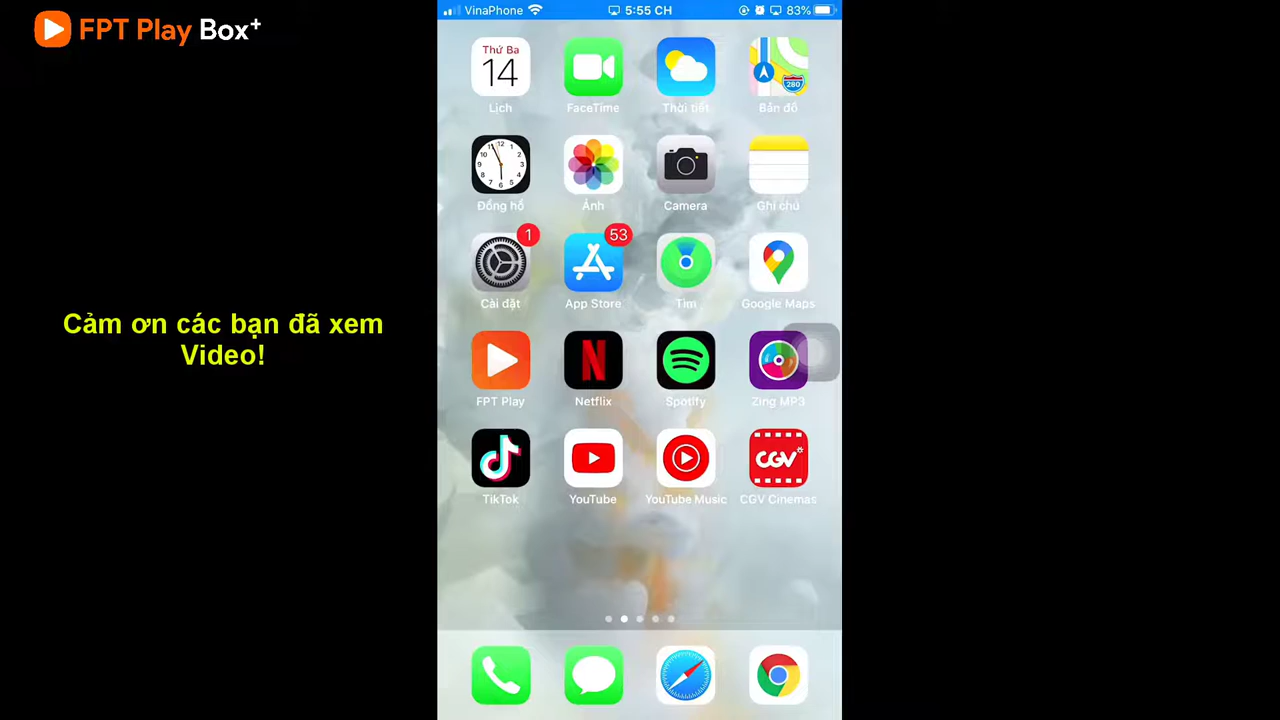 FPT Play Box+
VinaPhone
5:55 CH
83%
Thứ Ba
14
280
Lịch
FaceTime
Thời tiết
Bản đồ
Đồng hồ
Ảnh
Camera
Ghi chú
1
53
Cài đặt
App Store
Tìm
Google Maps
Cảm ơn các bạn đã xem
Video!
FPT Play
Netflix
Spotify
Zing MP3
CGV
TikTok
YouTube
YouTube Music
CGV Cinemas